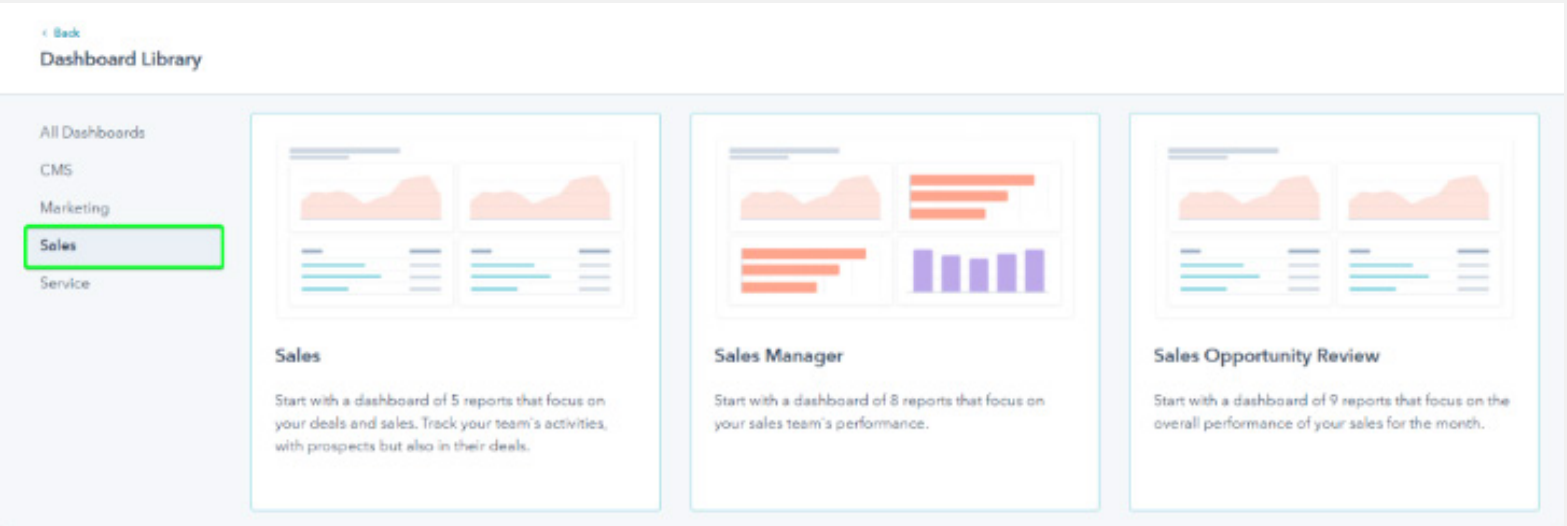 < Back
Dashboard Library
All Dashboards
CMS
Marketing
Sales
Service
Sales
Start with a dashboard of 5 reports that focus on
your deals and sales. Track your team's activities,
with prospects but also in their deals.
Sales Manager
Start with a dashboard of 8 reports that focus on
your sales team's performance.
Sales Opportunity Review
Start with a dashboard of 9 reports that focus on the
overall performance of your sales for the month.